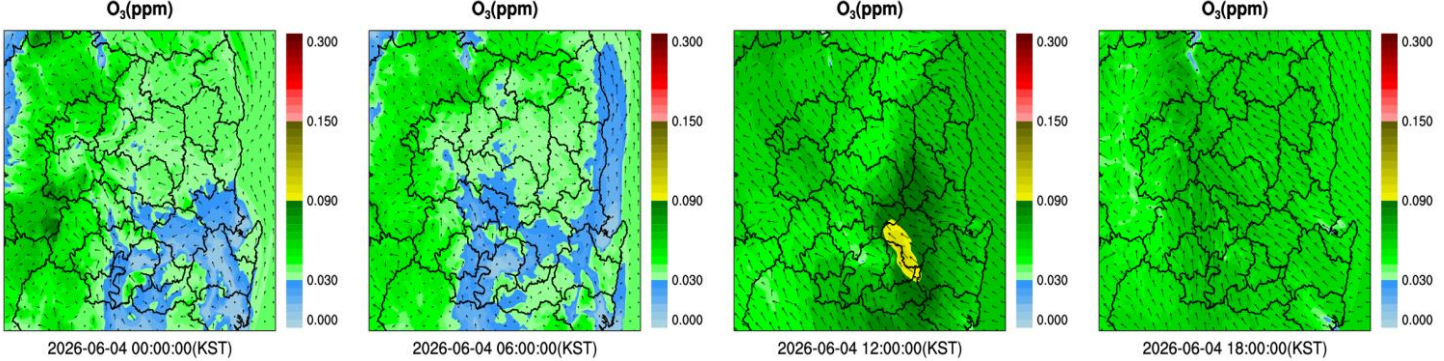 O₃(ppm) O₃(ppm) O₃(ppm) O₃(ppm)
0.300 0.300 0.300 0.300
0.150 0.150 0.150 0.150
0.090 0.090 0.090 0.090
0.030 0.030 0.030 0.030
0.000 0.000 0.000 0.000
2026-06-04 00:00:00(KST) 2026-06-04 06:00:00(KST) 2026-06-04 12:00:00(KST) 2026-06-04 18:00:00(KST)